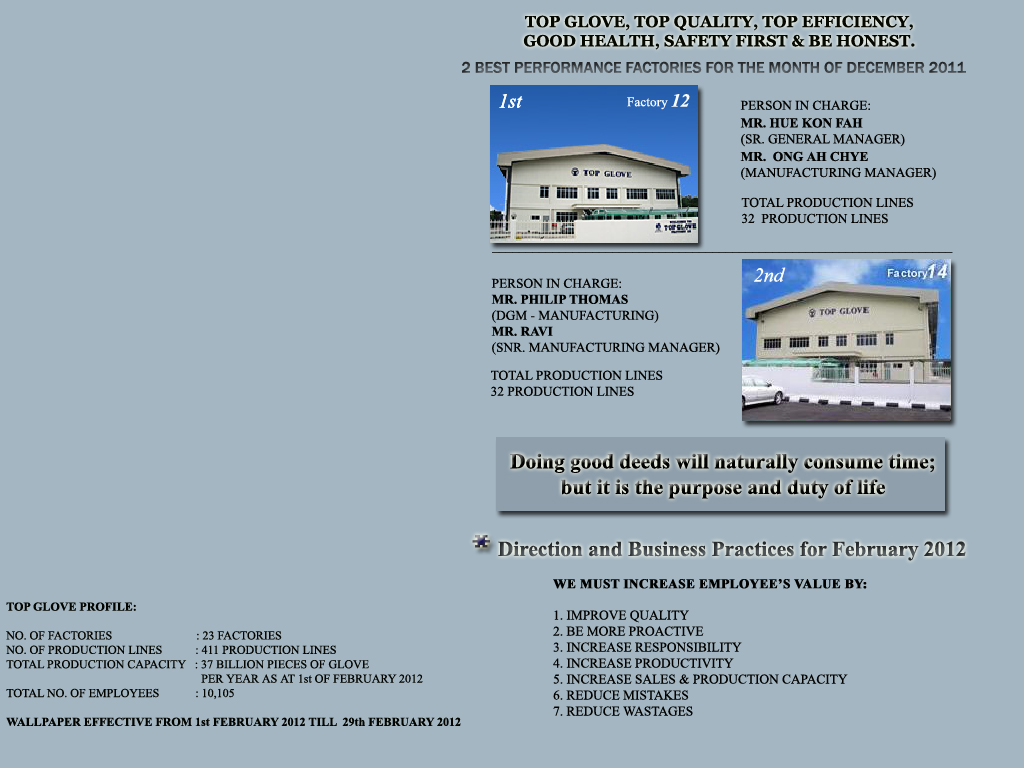 TOP GLOVE, TOP QUALITY, TOP EFFICIENCY,
GOOD HEALTH, SAFETY FIRST & BE HONEST.
2 BEST PERFORMANCE FACTORIES FOR THE MONTH OF DECEMBER 2011
1st
Factory 12
TOP GLOVE
TOP GLOVE
PERSON IN CHARGE:
MR. HUE KON FAH
(SR. GENERAL MANAGER)
MR. ONG AH CHYE
(MANUFACTURING MANAGER)
TOTAL PRODUCTION LINES
32 PRODUCTION LINES
PERSON IN CHARGE:
MR. PHILIP THOMAS
(DGM - MANUFACTURING)
MR. RAVI
(SNR. MANUFACTURING MANAGER)
TOTAL PRODUCTION LINES
32 PRODUCTION LINES
2nd
Factory14
TOP GLOVE
Doing good deeds will naturally consume time;
but it is the purpose and duty of life
Direction and Business Practices for February 2012
WE MUST INCREASE EMPLOYEE’S VALUE BY:
1. IMPROVE QUALITY
2. BE MORE PROACTIVE
3. INCREASE RESPONSIBILITY
4. INCREASE PRODUCTIVITY
5. INCREASE SALES & PRODUCTION CAPACITY
6. REDUCE MISTAKES
7. REDUCE WASTAGES
TOP GLOVE PROFILE:
NO. OF FACTORIES : 23 FACTORIES
NO. OF PRODUCTION LINES : 411 PRODUCTION LINES
TOTAL PRODUCTION CAPACITY : 37 BILLION PIECES OF GLOVE
PER YEAR AS AT 1st OF FEBRUARY 2012
TOTAL NO. OF EMPLOYEES : 10,105
WALLPAPER EFFECTIVE FROM 1st FEBRUARY 2012 TILL 29th FEBRUARY 2012